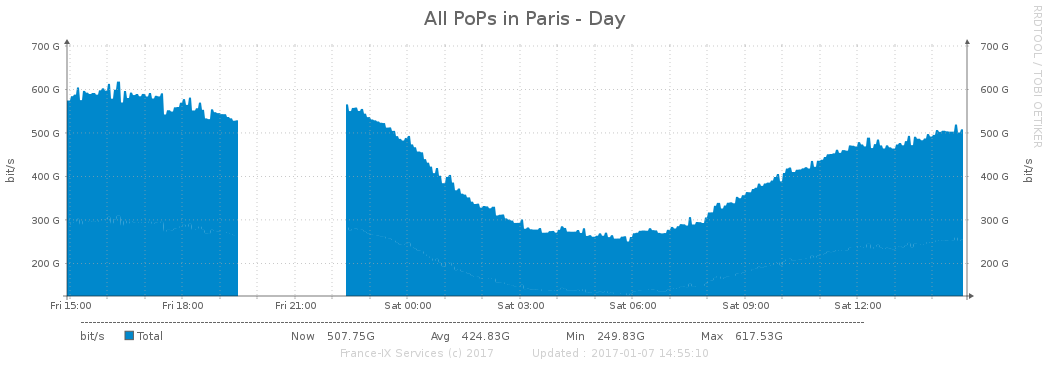 All PoPs in Paris - Day
RRDTOOL / TOBI OETIKER
700 G 700 G
600 G 600 G
500 G 500 G
400 G 400 G
300 G 300 G
200 G 200 G
bit/s
bit/s
Fri 15:00 Fri 18:00 Fri 21:00 Sat 00:00 Sat 03:00 Sat 06:00 Sat 09:00 Sat 12:00
bit/s Total Now 507.75G Avg 424.83G Min 249.83G Max 617.53G
France-IX Services (c) 2017 Updated : 2017-01-07 14:55:10